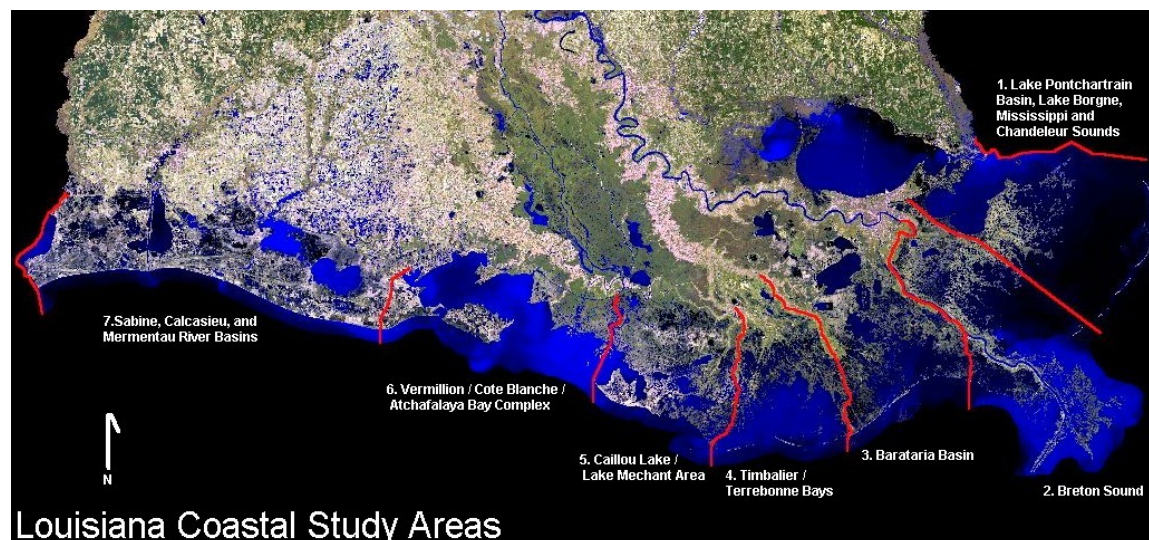 1. Lake Pontchartrain
Basin, Lake Borgne,
Mississippi and
Chandeleur Sounds
7.Sabine, Calcasieu, and
Mermentau River Basins
6. Vermillion / Cote Blanche /
Atchafalaya Bay Complex
5. Caillou Lake /
Lake Mechant Area
4. Timbalier /
Terrebonne Bays
3. Barataria Basin
2. Breton Sound
N
Louisiana Coastal Study Areas